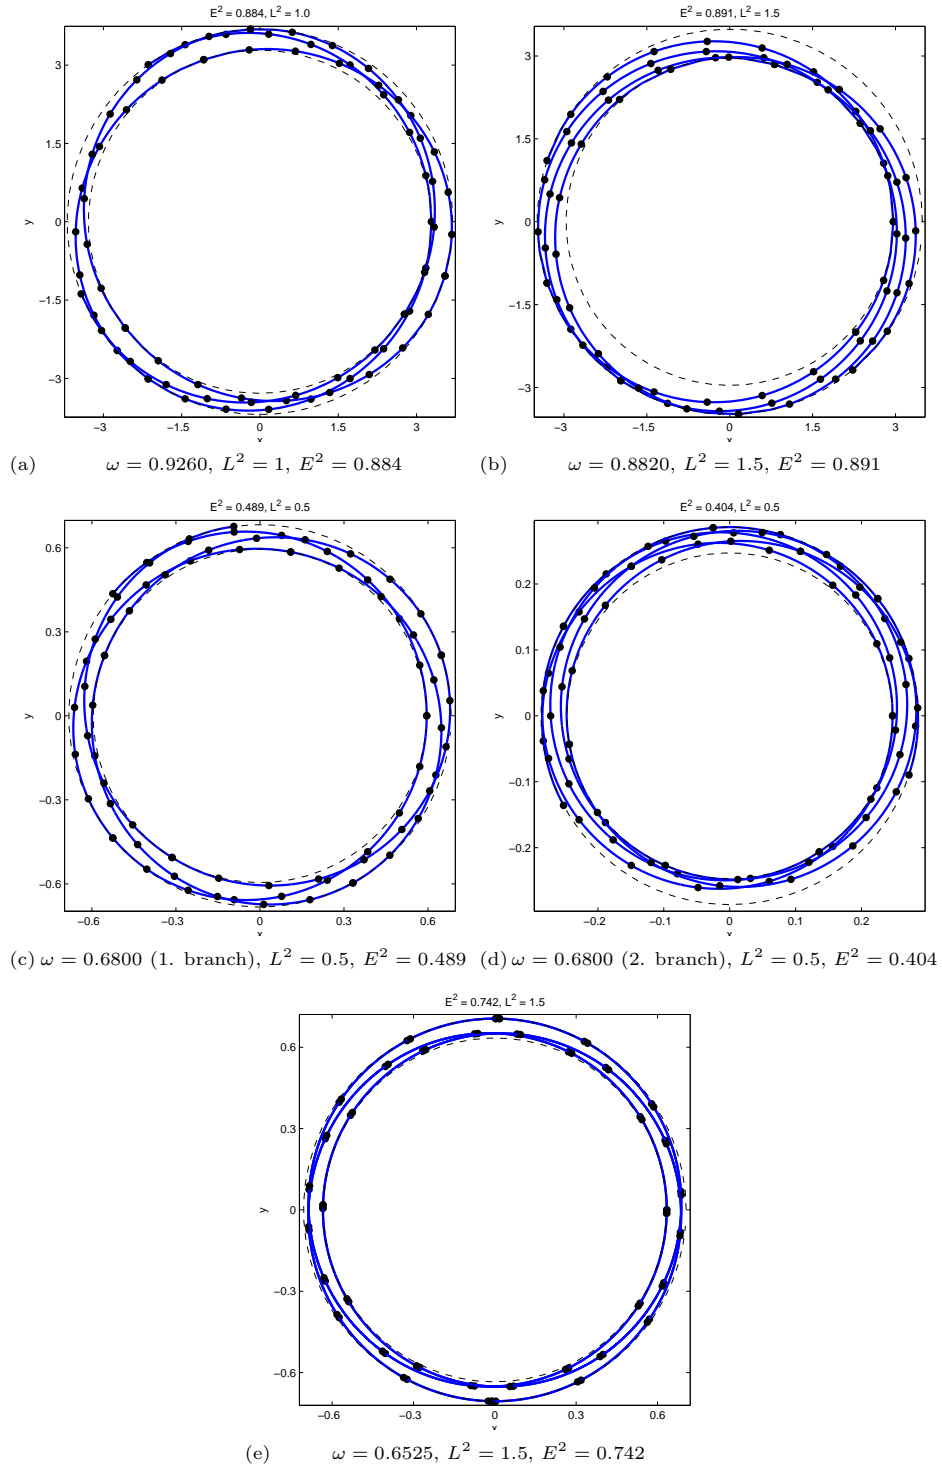 E² = 0.884, L² = 1.0
3
1.5
0
−1.5
−3
y
−3 −1.5 0 1.5 3
x
(a) ω = 0.9260, L² = 1, E² = 0.884
E² = 0.891, L² = 1.5
3
1.5
0
−1.5
−3
y
−3 −1.5 0 1.5 3
x
(b) ω = 0.8820, L² = 1.5, E² = 0.891
E² = 0.489, L² = 0.5
0.6
0.3
0
−0.3
−0.6
y
−0.6 −0.3 0 0.3 0.6
x
(c) ω = 0.6800 (1. branch), L² = 0.5, E² = 0.489
E² = 0.404, L² = 0.5
0.2
0.1
0
−0.1
−0.2
y
−0.2 −0.1 0 0.1 0.2
x
(d) ω = 0.6800 (2. branch), L² = 0.5, E² = 0.404
E² = 0.742, L² = 1.5
0.6
0.3
0
−0.3
−0.6
y
−0.6 −0.3 0 0.3 0.6
x
(e) ω = 0.6525, L² = 1.5, E² = 0.742